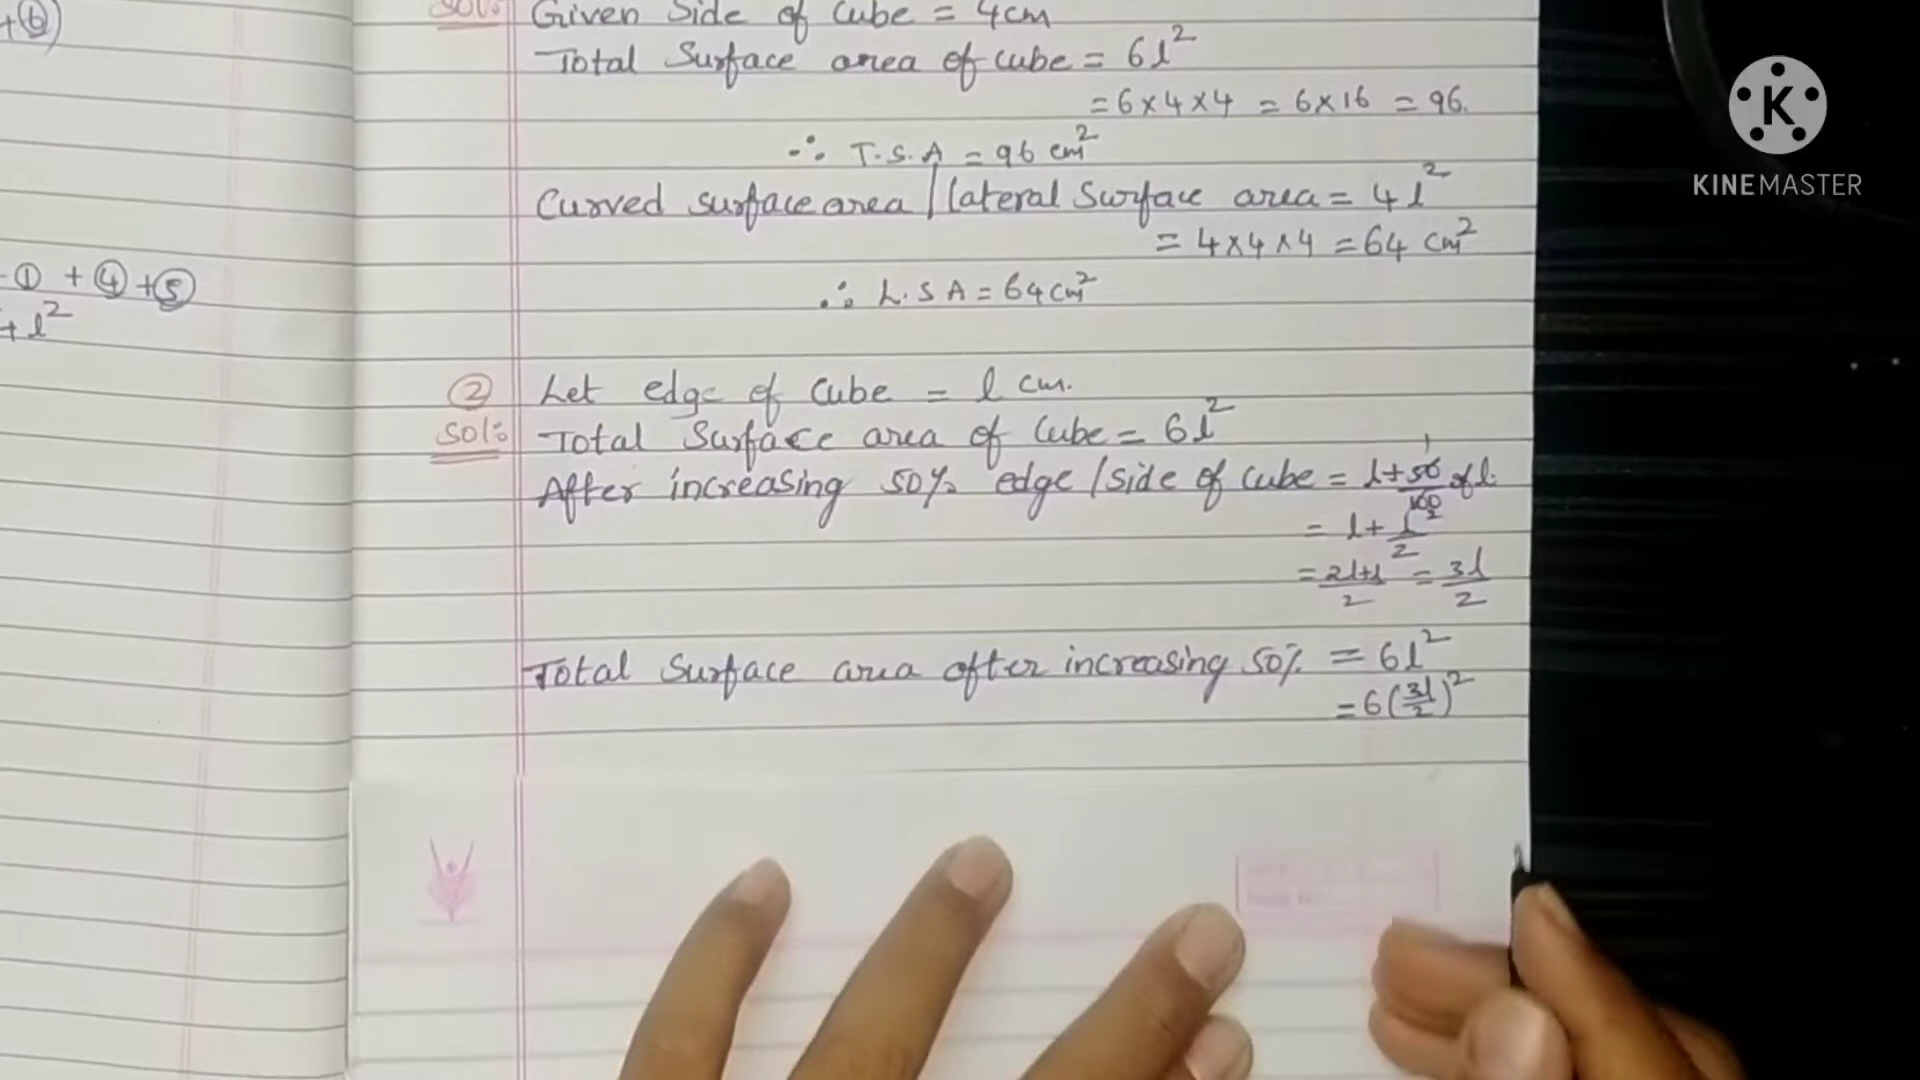 +⑥)
- ① + ④ + ⑤
+ l²
Sol:
Given Side of Cube = 4cm
Total Surface area of cube = 6l²
= 6 x 4 x 4 = 6 x 16 = 96.
∴ T.S.A = 96 cm²
Curved surface area / lateral Surface area = 4l²
= 4 x 4 x 4 = 64 cm²
∴ L.S A = 64 cm²
② Let edge of Cube = l cm.
Sol: Total Surface area of Cube = 6l²
After increasing 50% edge / side of Cube = l + 50/100 of l.
= l + l/2
= 2l+l/2 = 3l/2
Total Surface area after increasing 50% = 6l²
= 6(3l/2)²
K
KINEMASTER